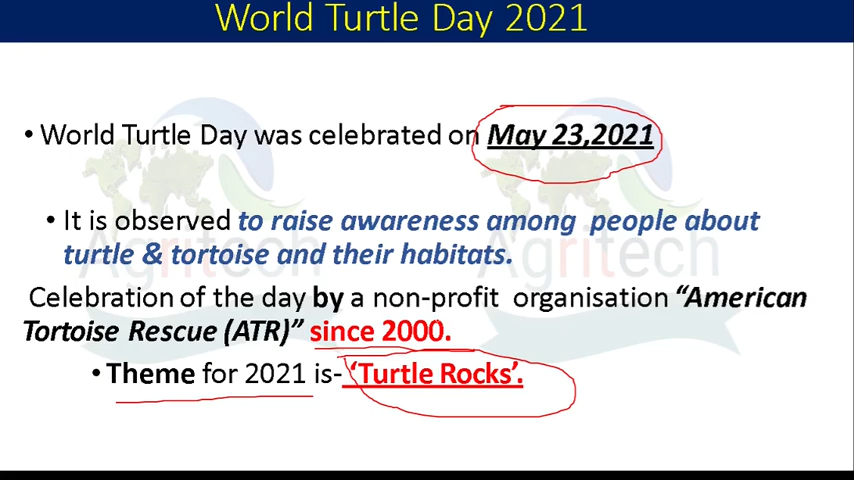 World Turtle Day 2021
• World Turtle Day was celebrated on May 23,2021
• It is observed to raise awareness among people about
turtle & tortoise and their habitats.
Agritech Agritech
Celebration of the day by a non-profit organisation “American
Tortoise Rescue (ATR)” since 2000.
• Theme for 2021 is- ‘Turtle Rocks’.